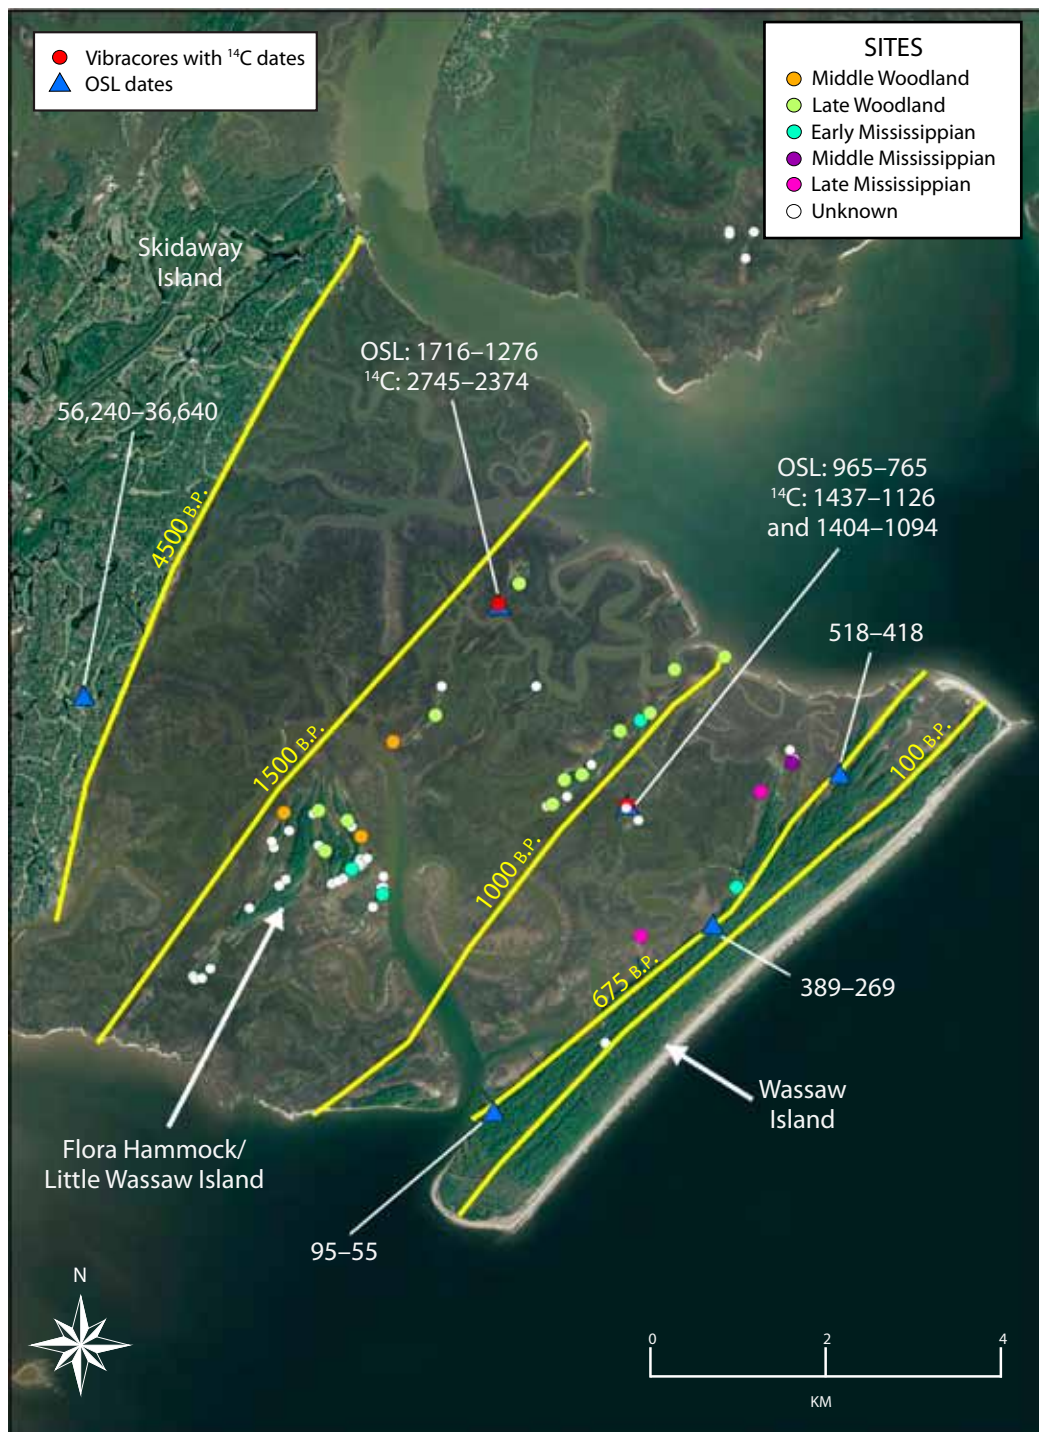 Vibracores with ¹⁴C dates
OSL dates
SITES
Middle Woodland
Late Woodland
Early Mississippian
Middle Mississippian
Late Mississippian
Unknown
Skidaway
Island
OSL: 1716–1276
¹⁴C: 2745–2374
56,240–36,640
OSL: 965–765
¹⁴C: 1437–1126
and 1404–1094
4500 B.P.
518–418
1500 B.P.
100 B.P.
1000 B.P.
675 B.P.
389–269
Wassaw
Island
Flora Hammock/
Little Wassaw Island
95–55
N
0 2 4
KM